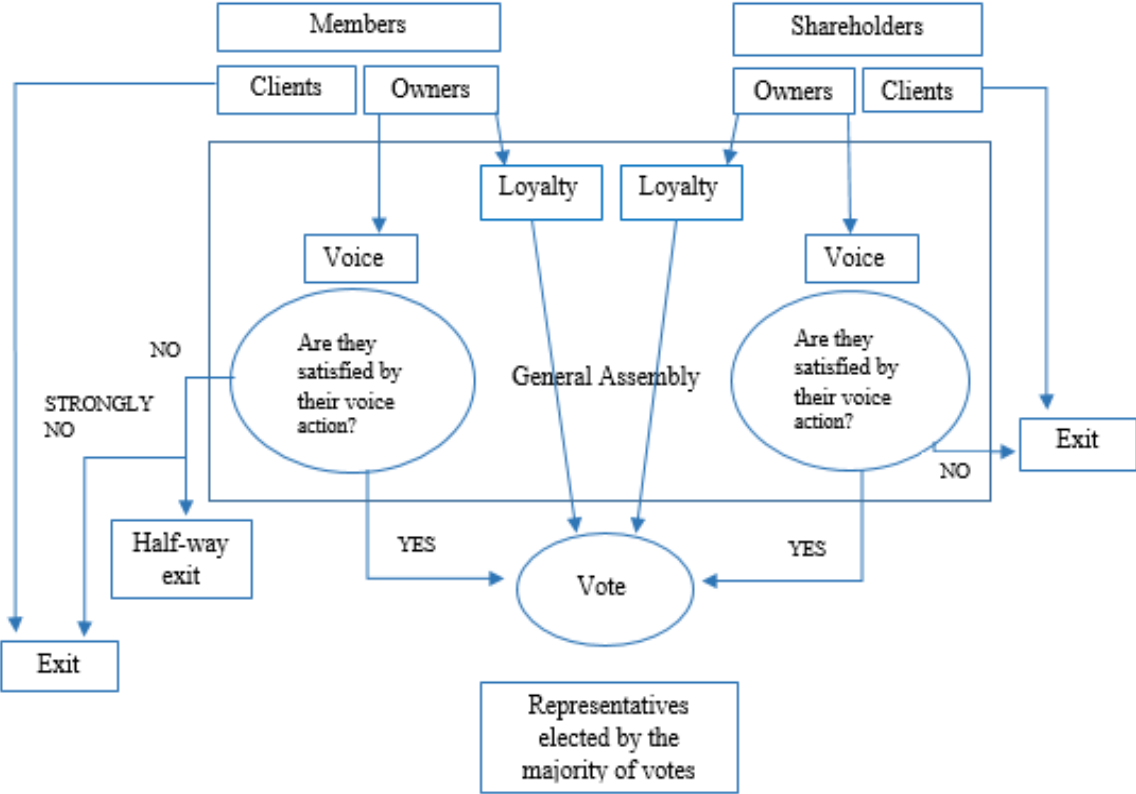 Members
Shareholders
Clients
Owners
Owners
Clients
Loyalty
Loyalty
Voice
Voice
NO
Are they
satisfied by
their voice
action?
General Assembly
Are they
satisfied by
their voice
action?
STRONGLY
NO
Exit
NO
Half-way
exit
YES
YES
Vote
Exit
Representatives
elected by the
majority of votes